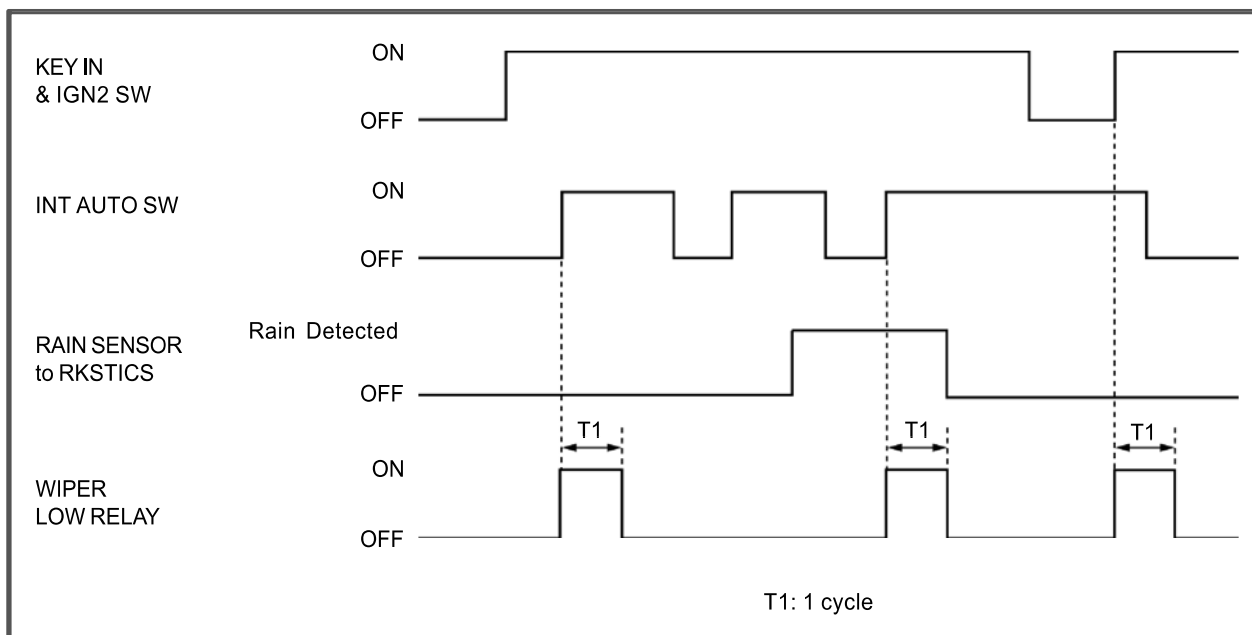 KEY IN
& IGN2 SW
ON
OFF
INT AUTO SW
ON
OFF
RAIN SENSOR
to RKSTICS
Rain Detected
OFF
WIPER
LOW RELAY
ON
OFF
T1
T1
T1
T1: 1 cycle